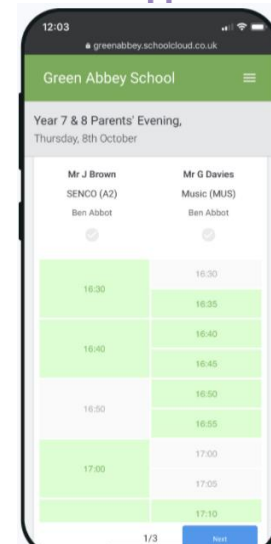 12:03
greenabbey.schoolcloud.co.uk
Green Abbey School
Year 7 & 8 Parents' Evening,
Thursday, 8th October
Mr J Brown
SENCO (A2)
Ben Abbot
Mr G Davies
Music (MUS)
Ben Abbot
16:30
16:40
16:50
17:00
16:30
16:35
16:40
16:45
16:50
16:55
17:00
17:05
17:10
1/3
Next